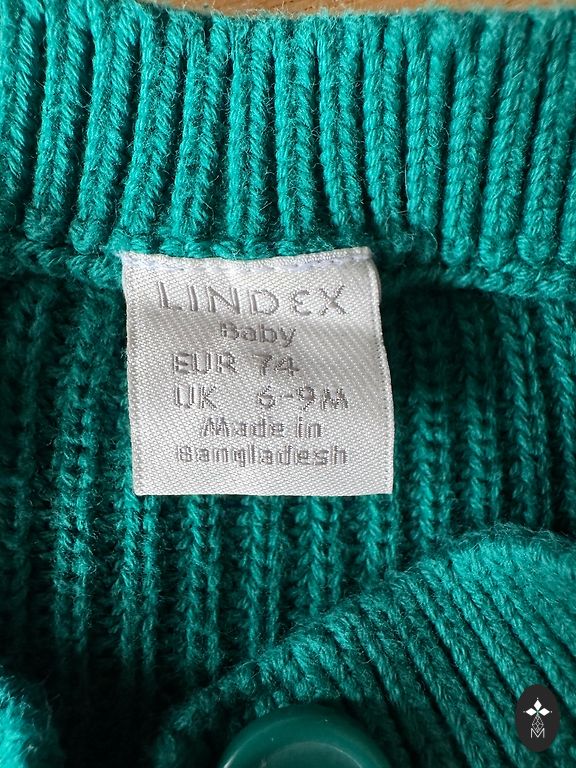 LINDEX
Baby
EUR 74
UK 6-9M
Made in
Bangladesh
M